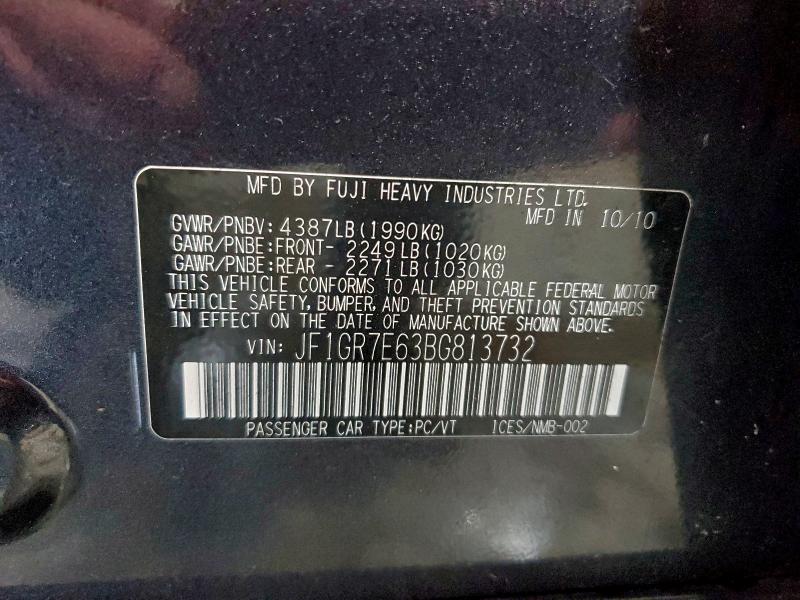 MFD BY FUJI HEAVY INDUSTRIES LTD.
MFD IN 10/10
GVWR/PNBV: 4387LB(1990KG)
GAWR/PNBE:FRONT- 2249LB(1020KG)
GAWR/PNBE:REAR - 2271LB(1030KG)
THIS VEHICLE CONFORMS TO ALL APPLICABLE FEDERAL MOTOR
VEHICLE SAFETY, BUMPER, AND THEFT PREVENTION STANDARDS
IN EFFECT ON THE DATE OF MANUFACTURE SHOWN ABOVE.
VIN: JF1GR7E63BG813732
PASSENGER CAR TYPE:PC/VT ICES/NMB-002